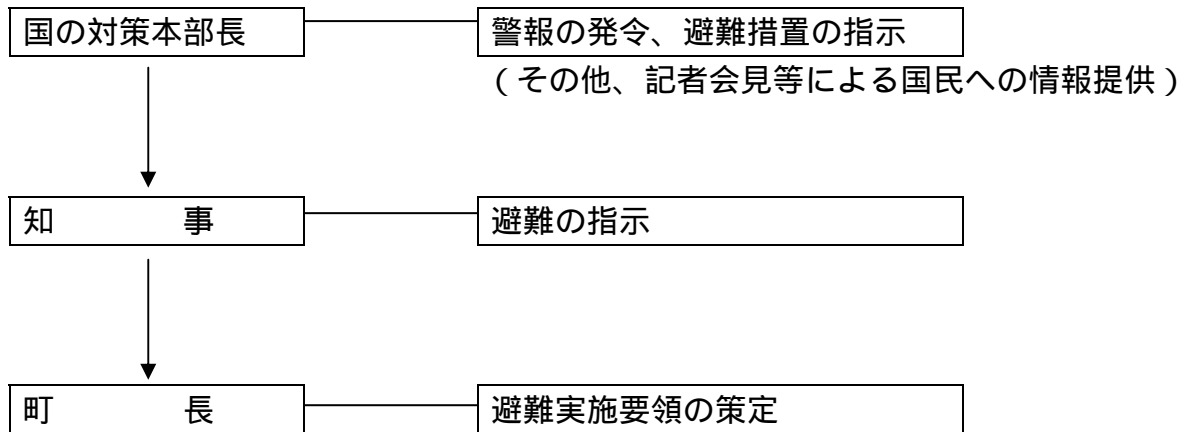 国の対策本部長 警報の発令、避難措置の指示
（その他、記者会見等による国民への情報提供）
知 事 避難の指示
町 長 避難実施要領の策定